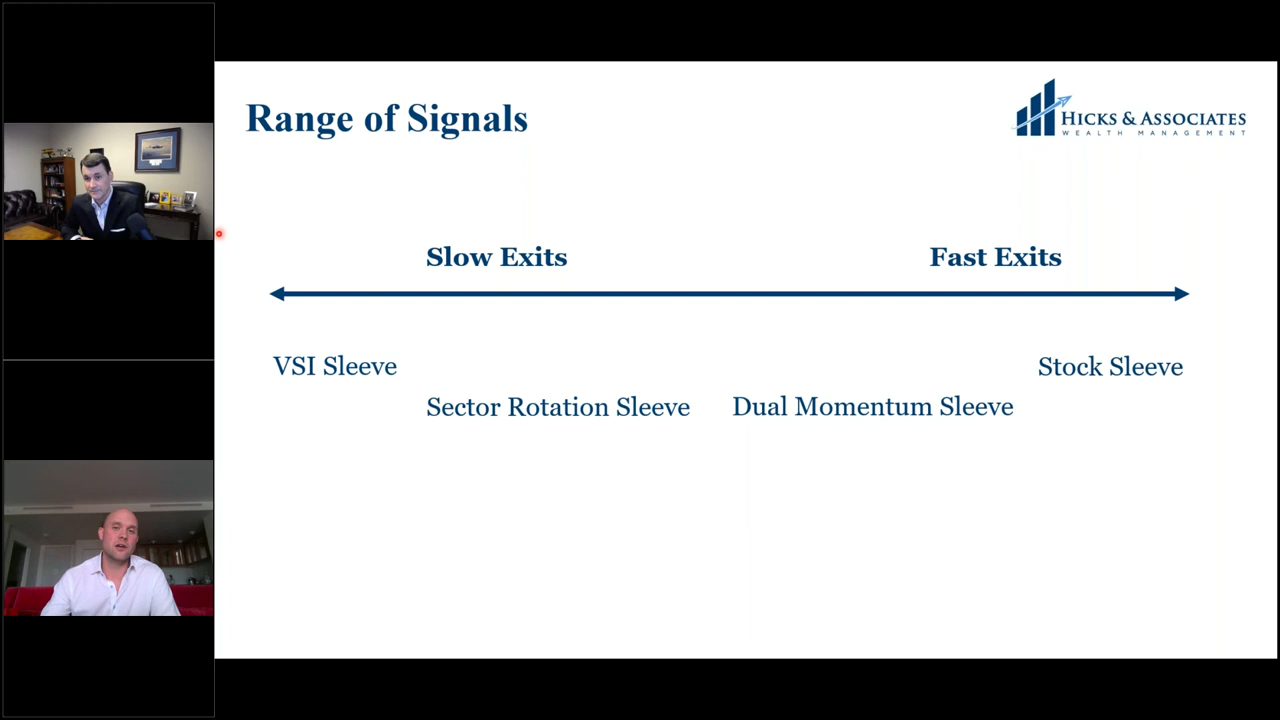 Range of Signals
HICKS & ASSOCIATES
WEALTH MANAGEMENT
Slow Exits
Fast Exits
VSI Sleeve
Stock Sleeve
Sector Rotation Sleeve
Dual Momentum Sleeve